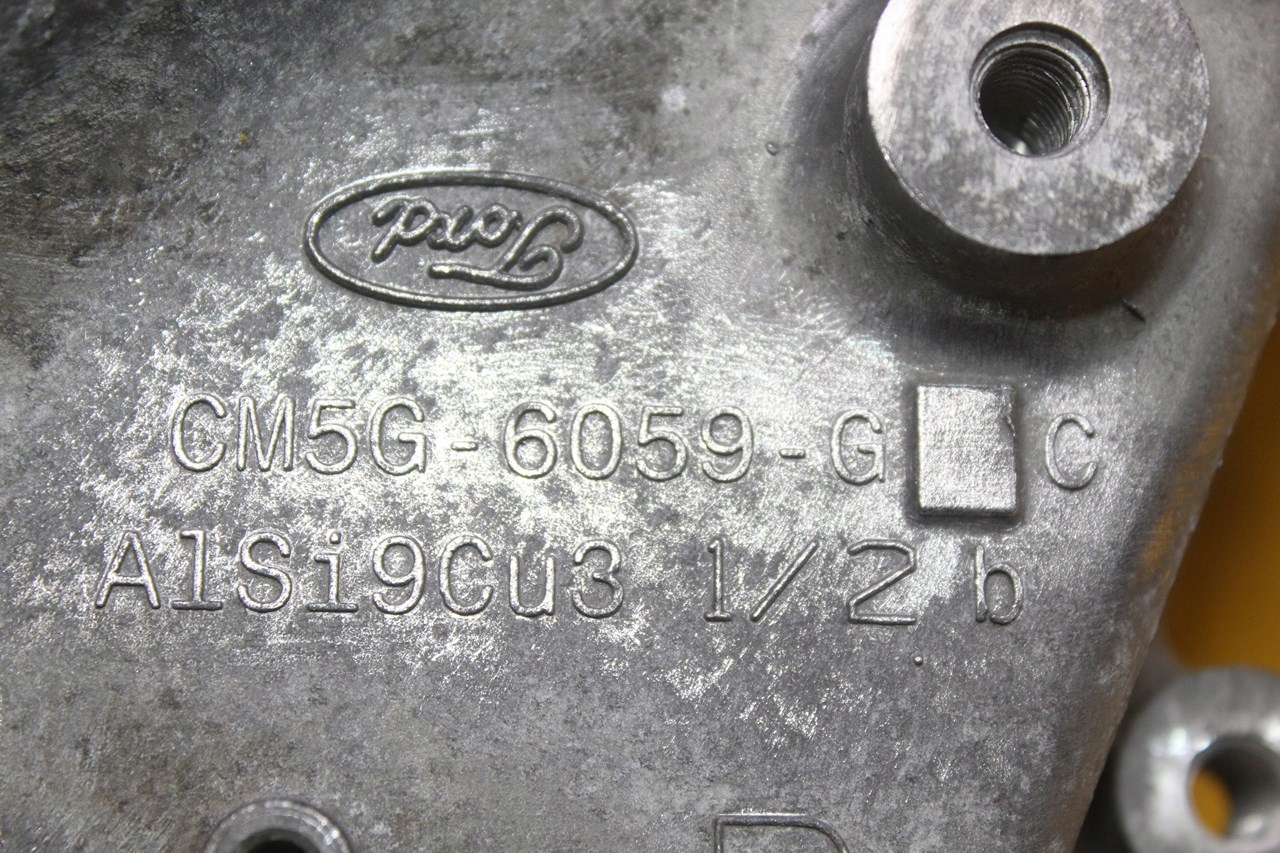 Ford
CM5G-6059-G C
AlSi9Cu3 1/2 b